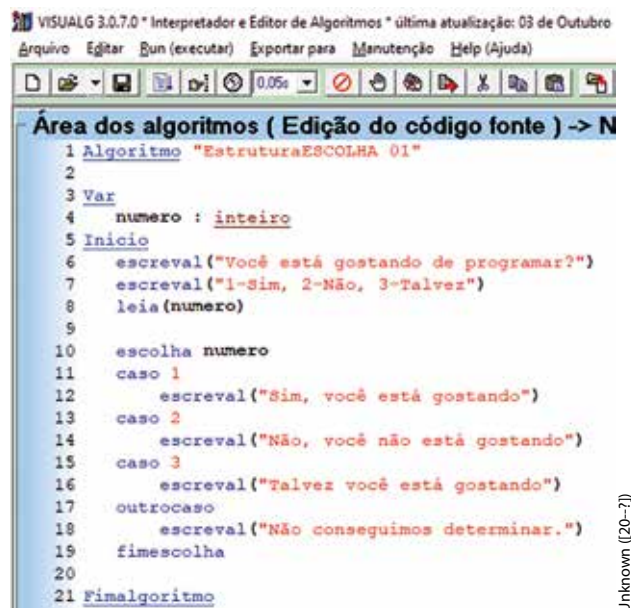 VISUALG 3.0.7.0 * Interpretador e Editor de Algoritmos * última atualização: 03 de Outubro
Arquivo Editar Run (executar) Exportar para Manutenção Help (Ajuda)
0,05s
Área dos algoritmos ( Edição do código fonte ) -> N
1 Algoritmo "EstruturaESCOLHA 01"
2
3 Var
4 numero : inteiro
5 Inicio
6 escreval("Você está gostando de programar?")
7 escreval("1-Sim, 2-Não, 3-Talvez")
8 leia(numero)
9
10 escolha numero
11 caso 1
12 escreval("Sim, você está gostando")
13 caso 2
14 escreval("Não, você não está gostando")
15 caso 3
16 escreval("Talvez você está gostando")
17 outrocaso
18 escreval("Não conseguimos determinar.")
19 fimescolha
20
21 Fimalgoritmo
([20--?])